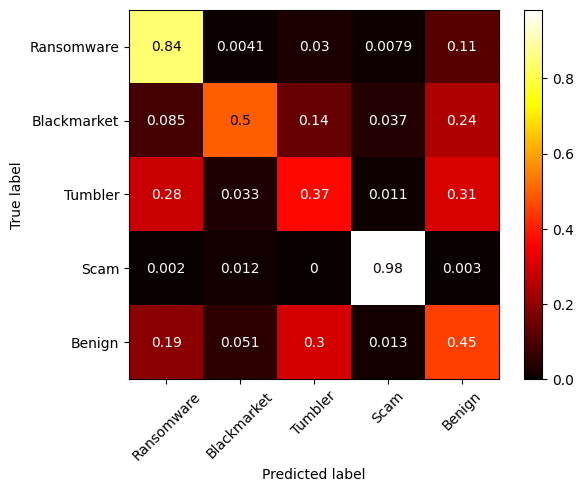 Ransomware 0.84 0.0041 0.03 0.0079 0.11
Blackmarket 0.085 0.5 0.14 0.037 0.24
Tumbler 0.28 0.033 0.37 0.011 0.31
Scam 0.002 0.012 0 0.98 0.003
Benign 0.19 0.051 0.3 0.013 0.45
True label
Ransomware Blackmarket Tumbler Scam Benign
Predicted label
0.8
0.6
0.4
0.2
0.0